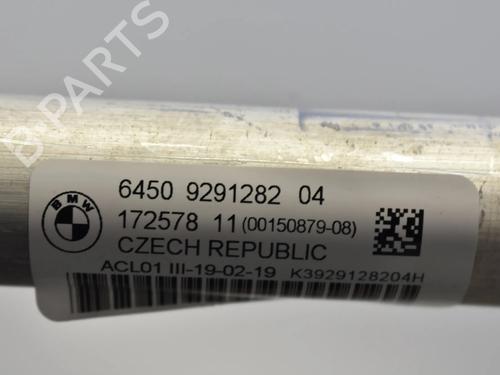 B-PARTS
BMW
6450 9291282 04
172578 11 (00150879-08)
CZECH REPUBLIC
ACL01 III-19-02-19 K3929128204H